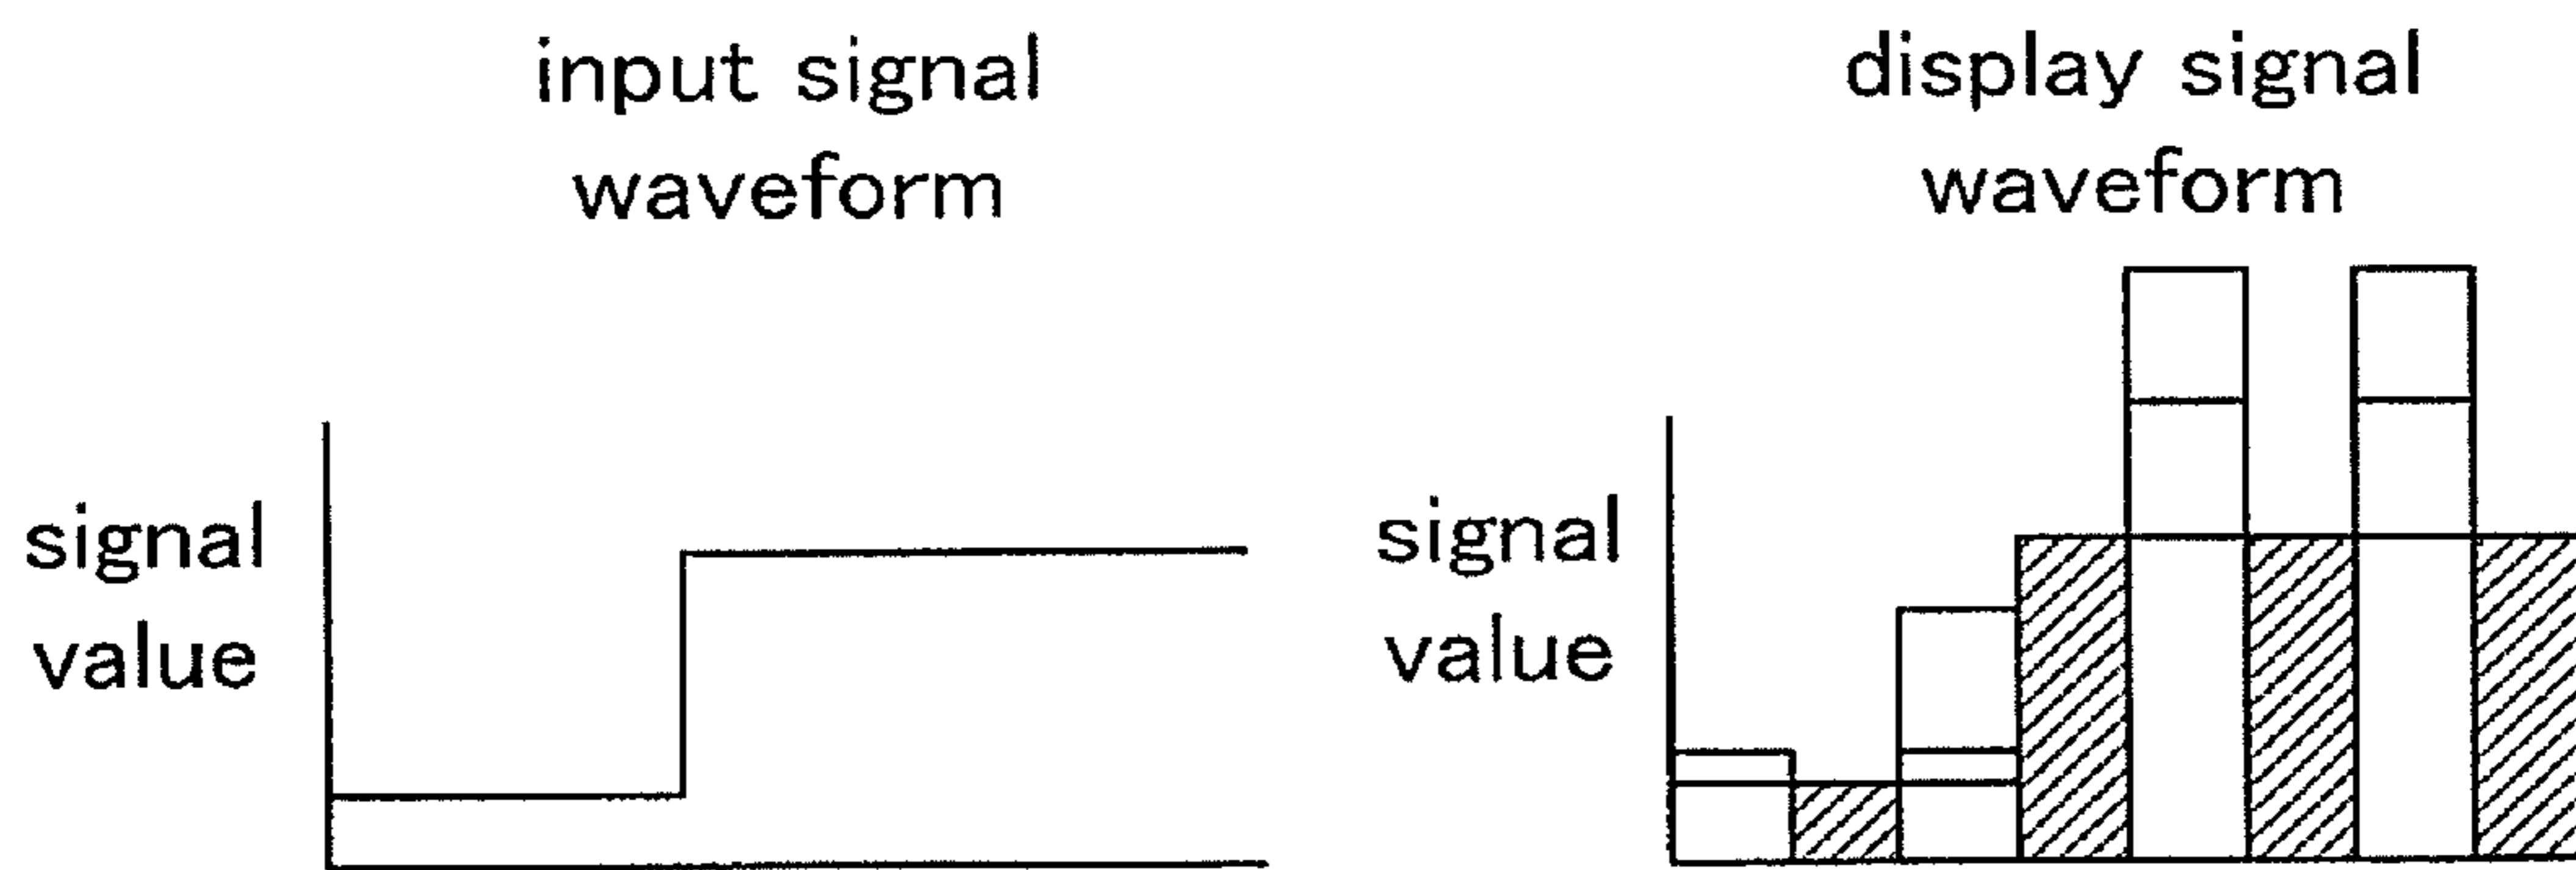 input signal
waveform
signal
value
display signal
waveform
signal
value